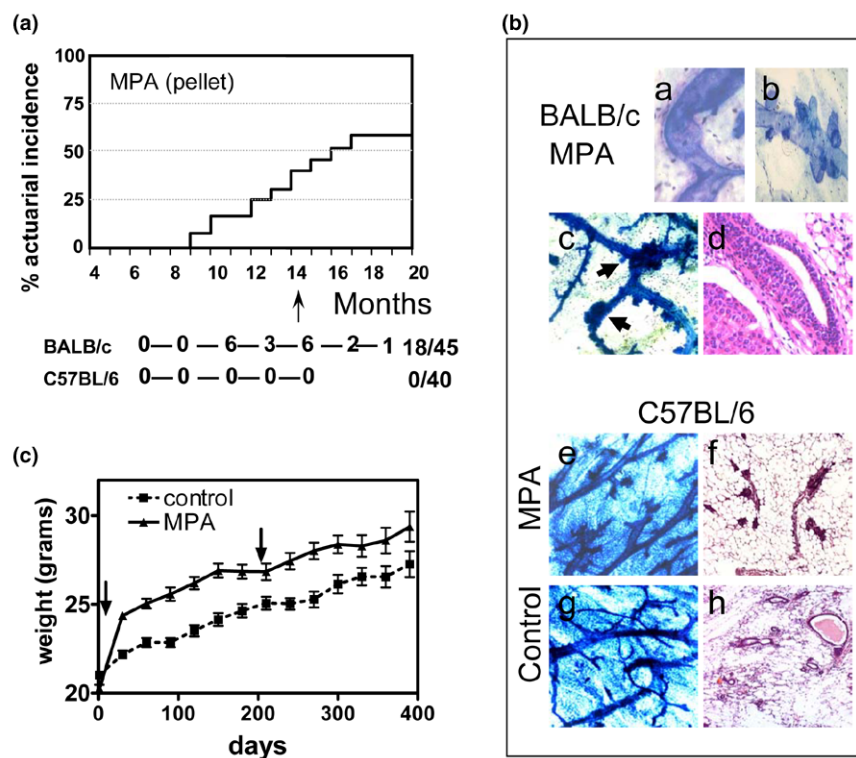 (a)
100
75
50
25
0
% actuarial incidence
MPA (pellet)
4 6 8 10 12 14 16 18 20
Months
BALB/c 0— 0 —6— 3— 6 —2— 1 18/45
C57BL/6 0— 0 —0— 0— 0 0/40
(b)
BALB/c
MPA
a
b
c
d
C57BL/6
MPA
e
f
Control
g
h
(c)
30
25
20
weight (grams)
control
MPA
0 100 200 300 400
days